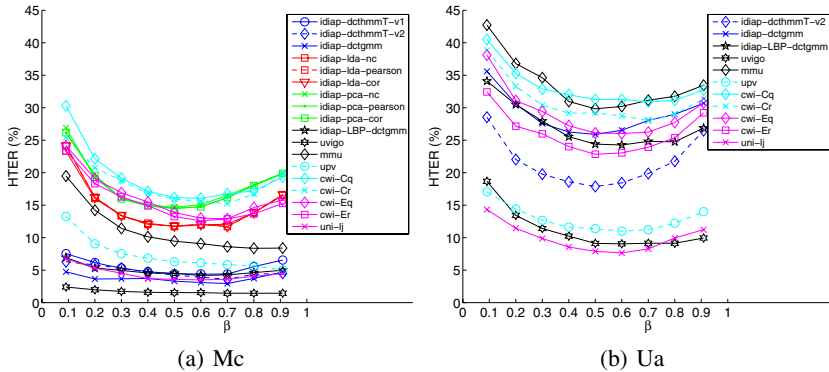 45
40
35
30
25
20
15
10
5
0
HTER (%)
0 0.1 0.2 0.3 0.4 0.5 0.6 0.7 0.8 0.9 1
β
idiap-dcthmmT-v1
idiap-dcthmmT-v2
idiap-dctgmm
idiap-lda-nc
idiap-lda-pearson
idiap-lda-cor
idiap-pca-nc
idiap-pca-pearson
idiap-pca-cor
idiap-LBP-dctgmm
uvigo
mmu
upv
cwi-Cq
cwi-Cr
cwi-Eq
cwi-Er
uni-lj
(a) Mc
45
40
35
30
25
20
15
10
5
0
HTER (%)
0 0.1 0.2 0.3 0.4 0.5 0.6 0.7 0.8 0.9 1
β
idiap-dcthmmT-v2
idiap-dctgmm
idiap-LBP-dctgmm
uvigo
mmu
upv
cwi-Cq
cwi-Cr
cwi-Eq
cwi-Er
uni-lj
(b) Ua